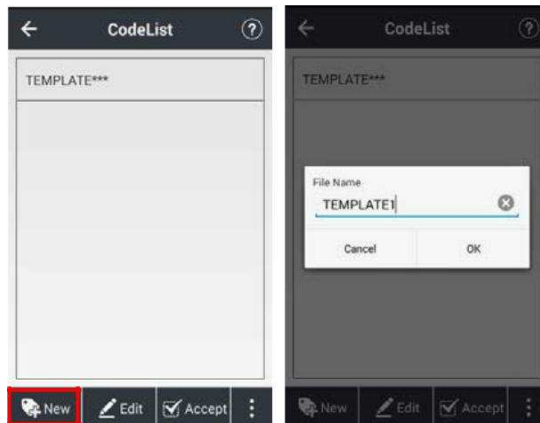 CodeList ?
TEMPLATE***
New Edit Accept
CodeList ?
TEMPLATE***
File Name
TEMPLATE1
Cancel OK
New Edit Accept